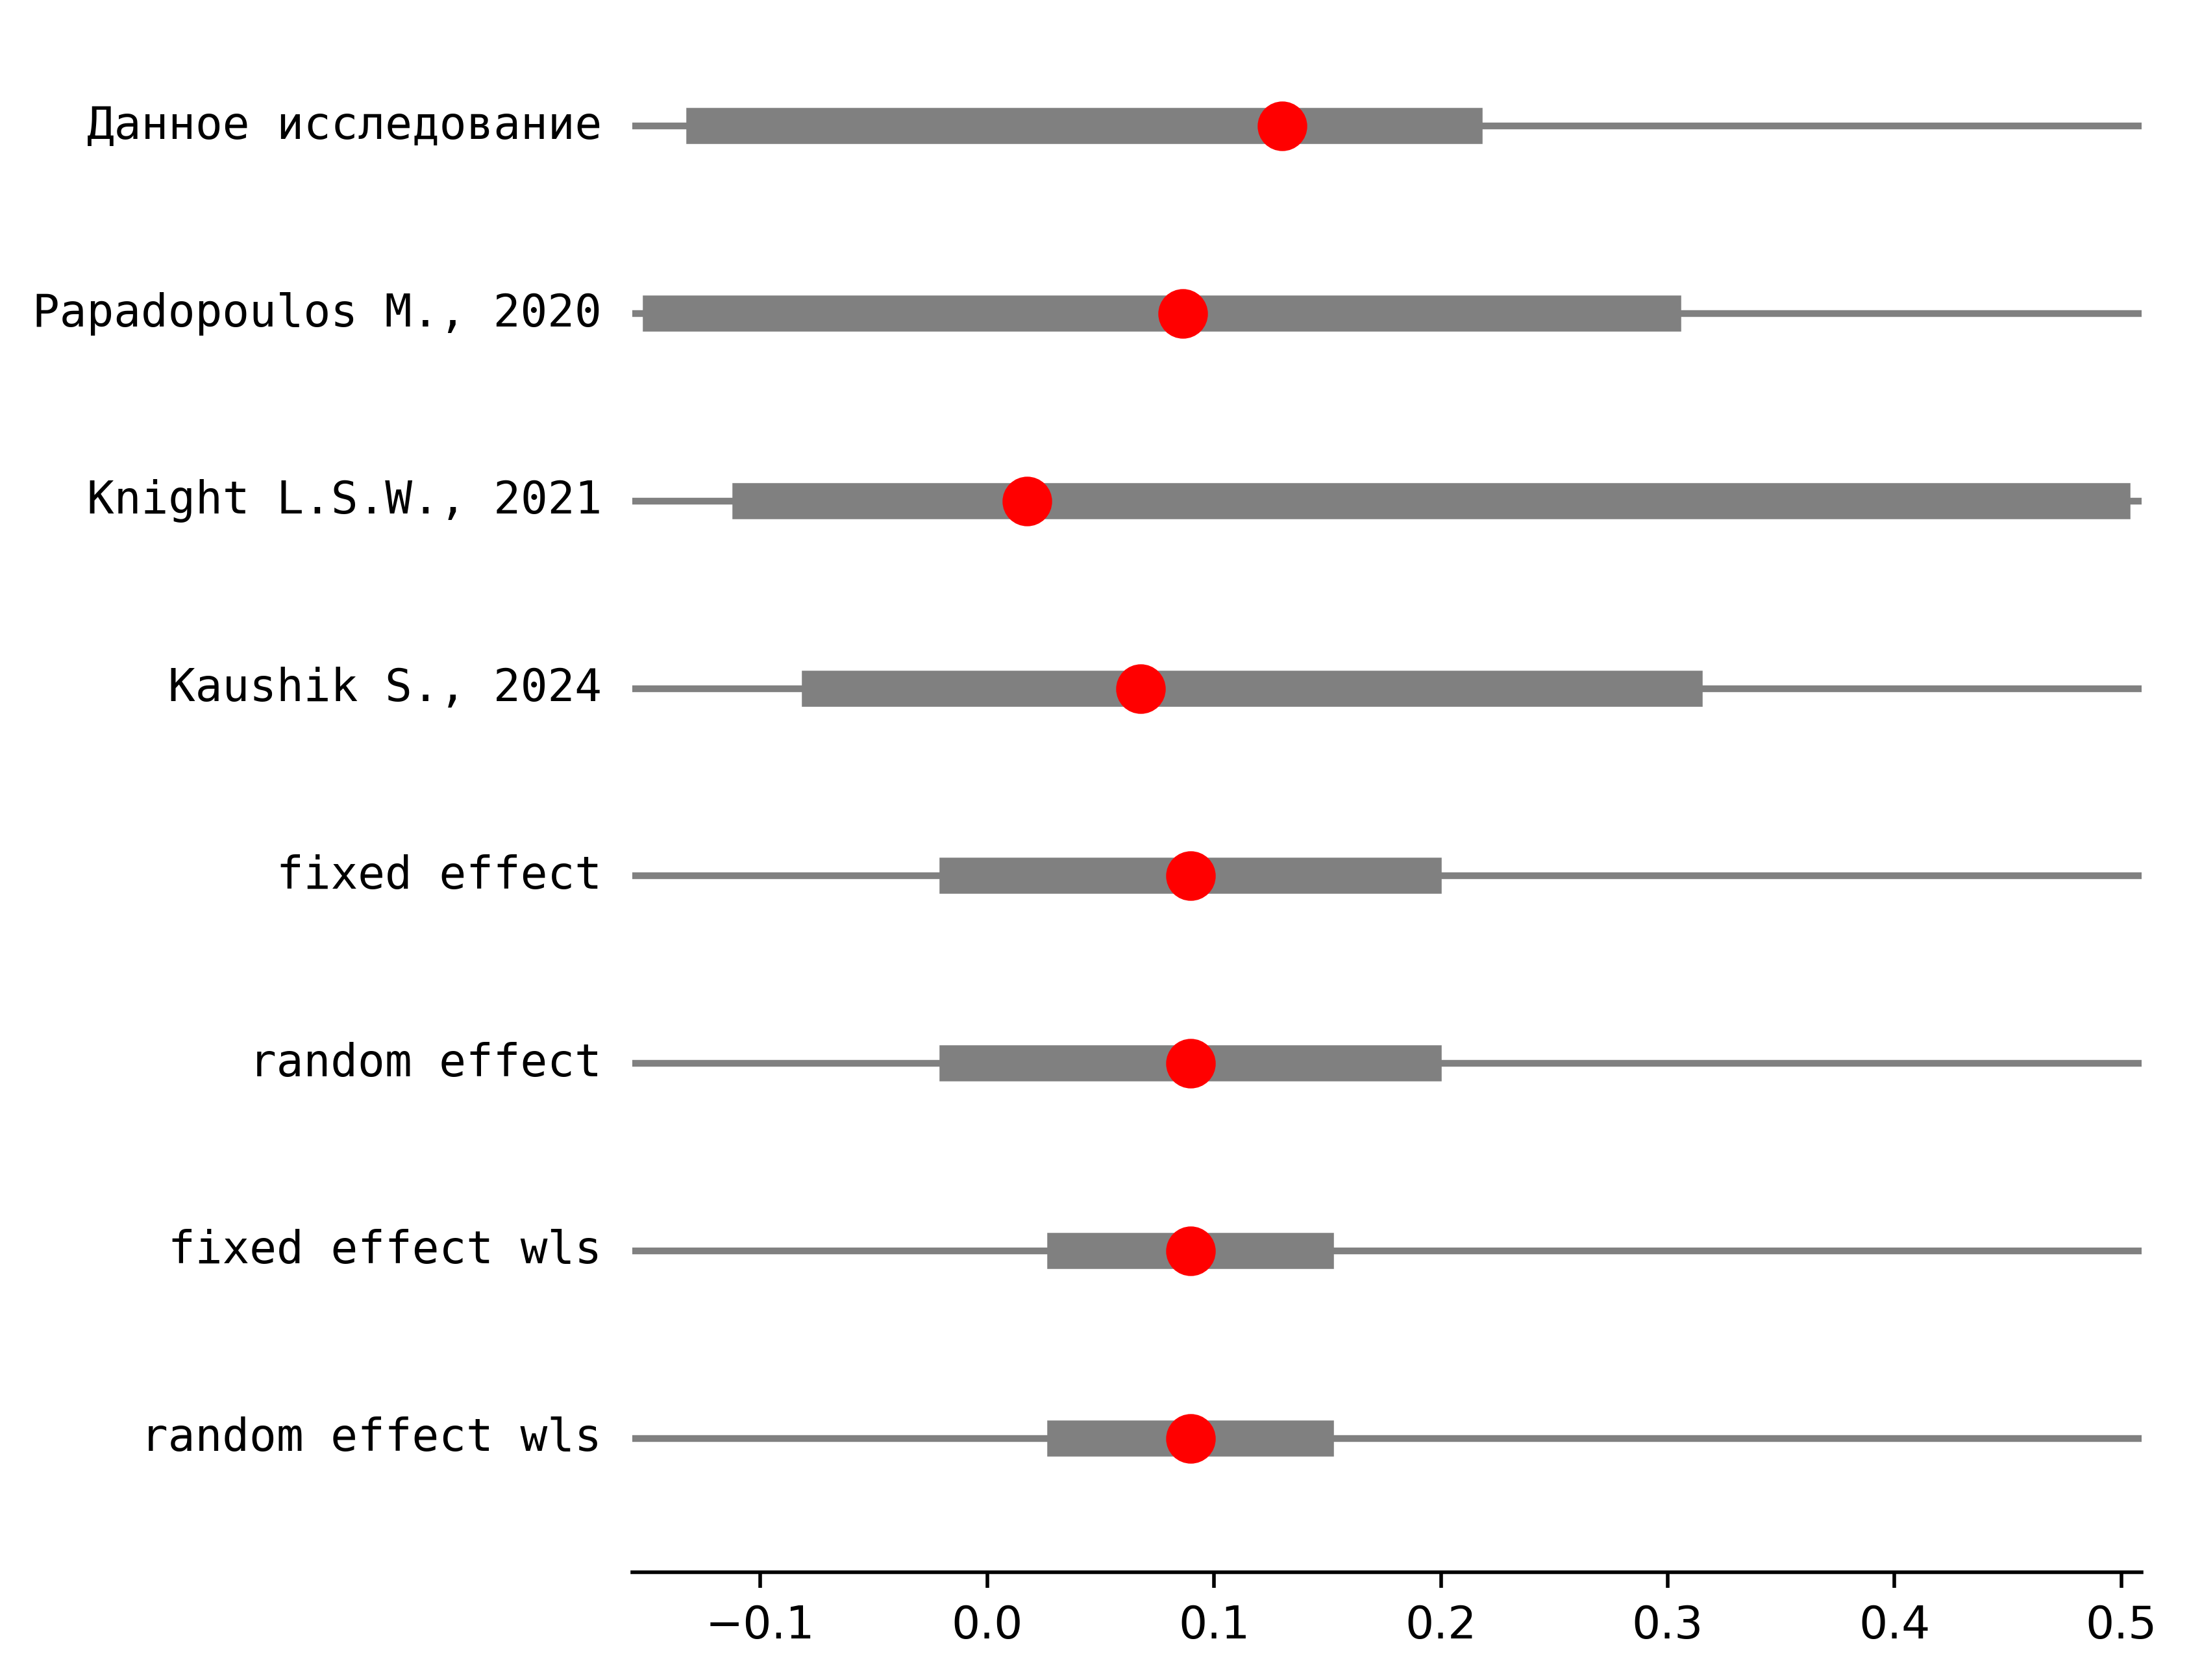 Данное исследование
Papadopoulos M., 2020
Knight L.S.W., 2021
Kaushik S., 2024
fixed effect
random effect
fixed effect wls
random effect wls
−0.1 0.0 0.1 0.2 0.3 0.4 0.5